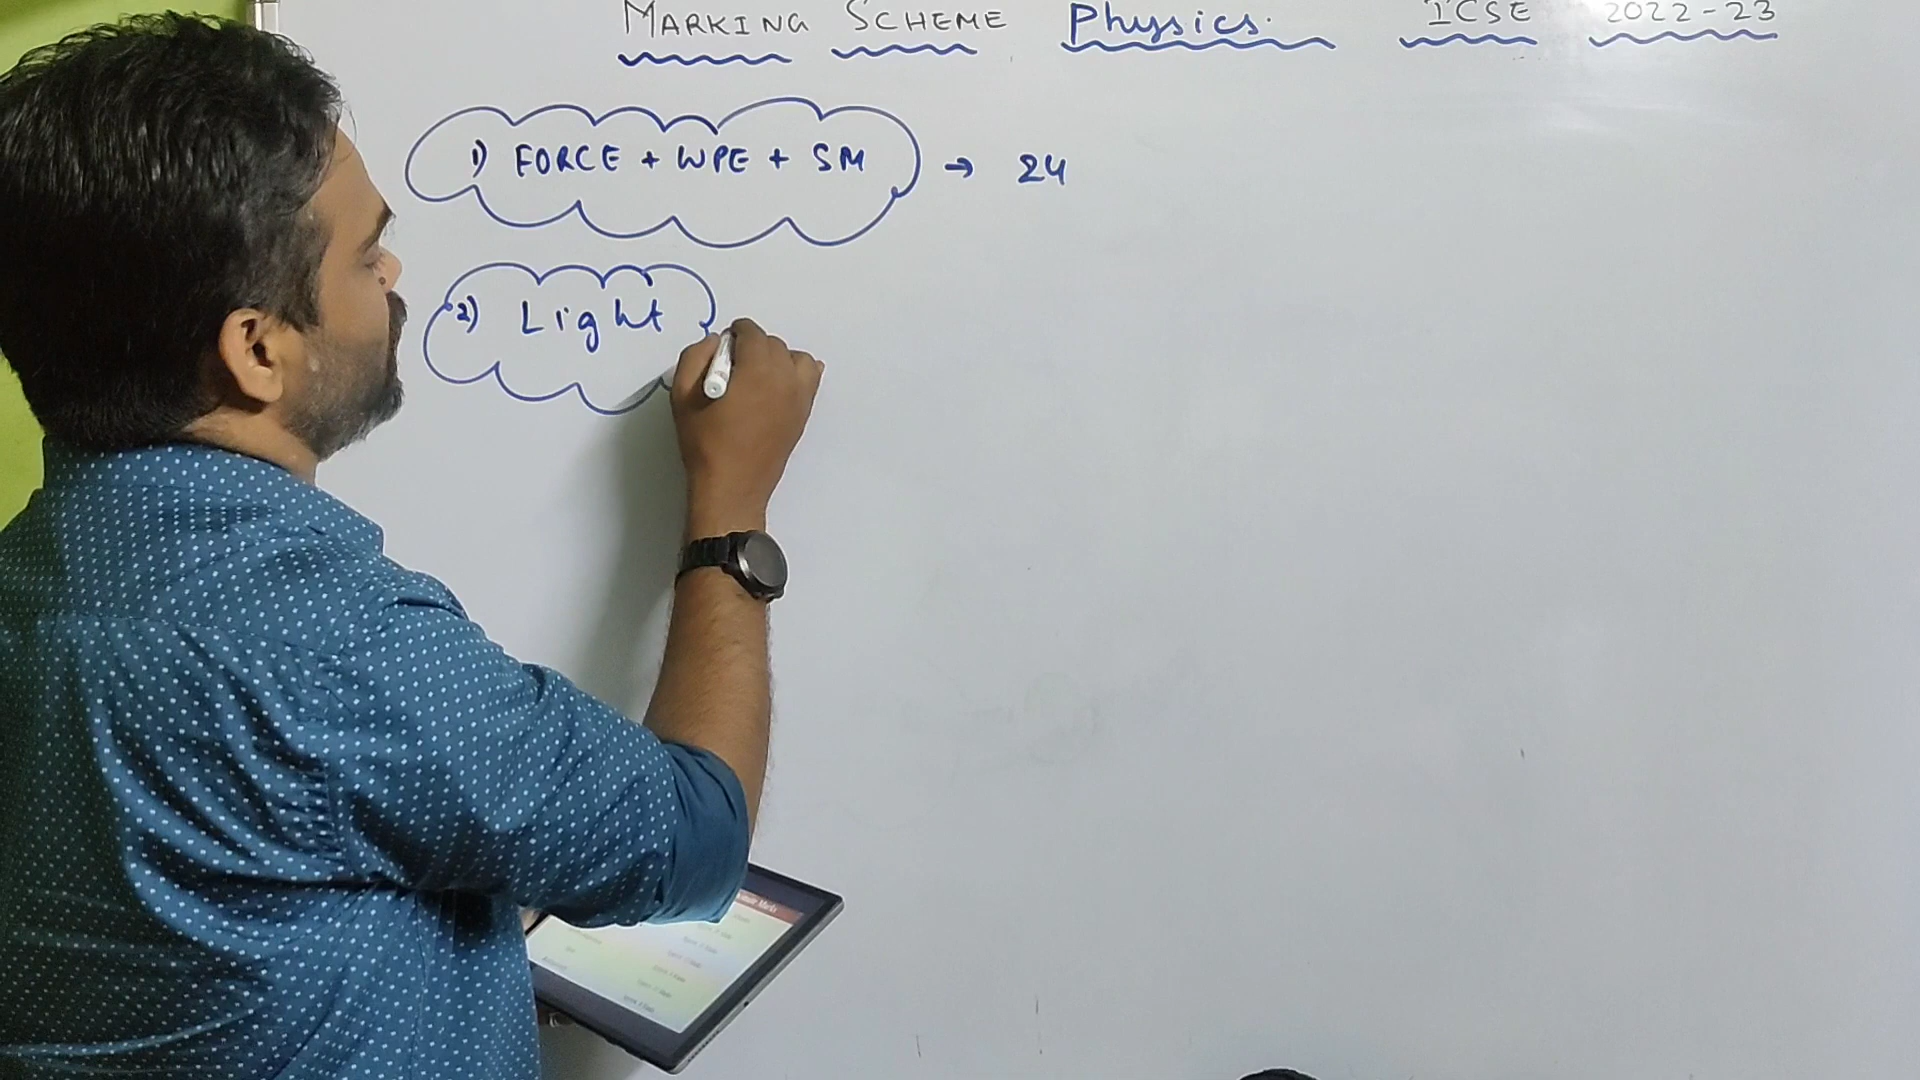 MARKING SCHEME Physics. ICSE 2022-23
1) FORCE + WPE + SM → 24
2) Light